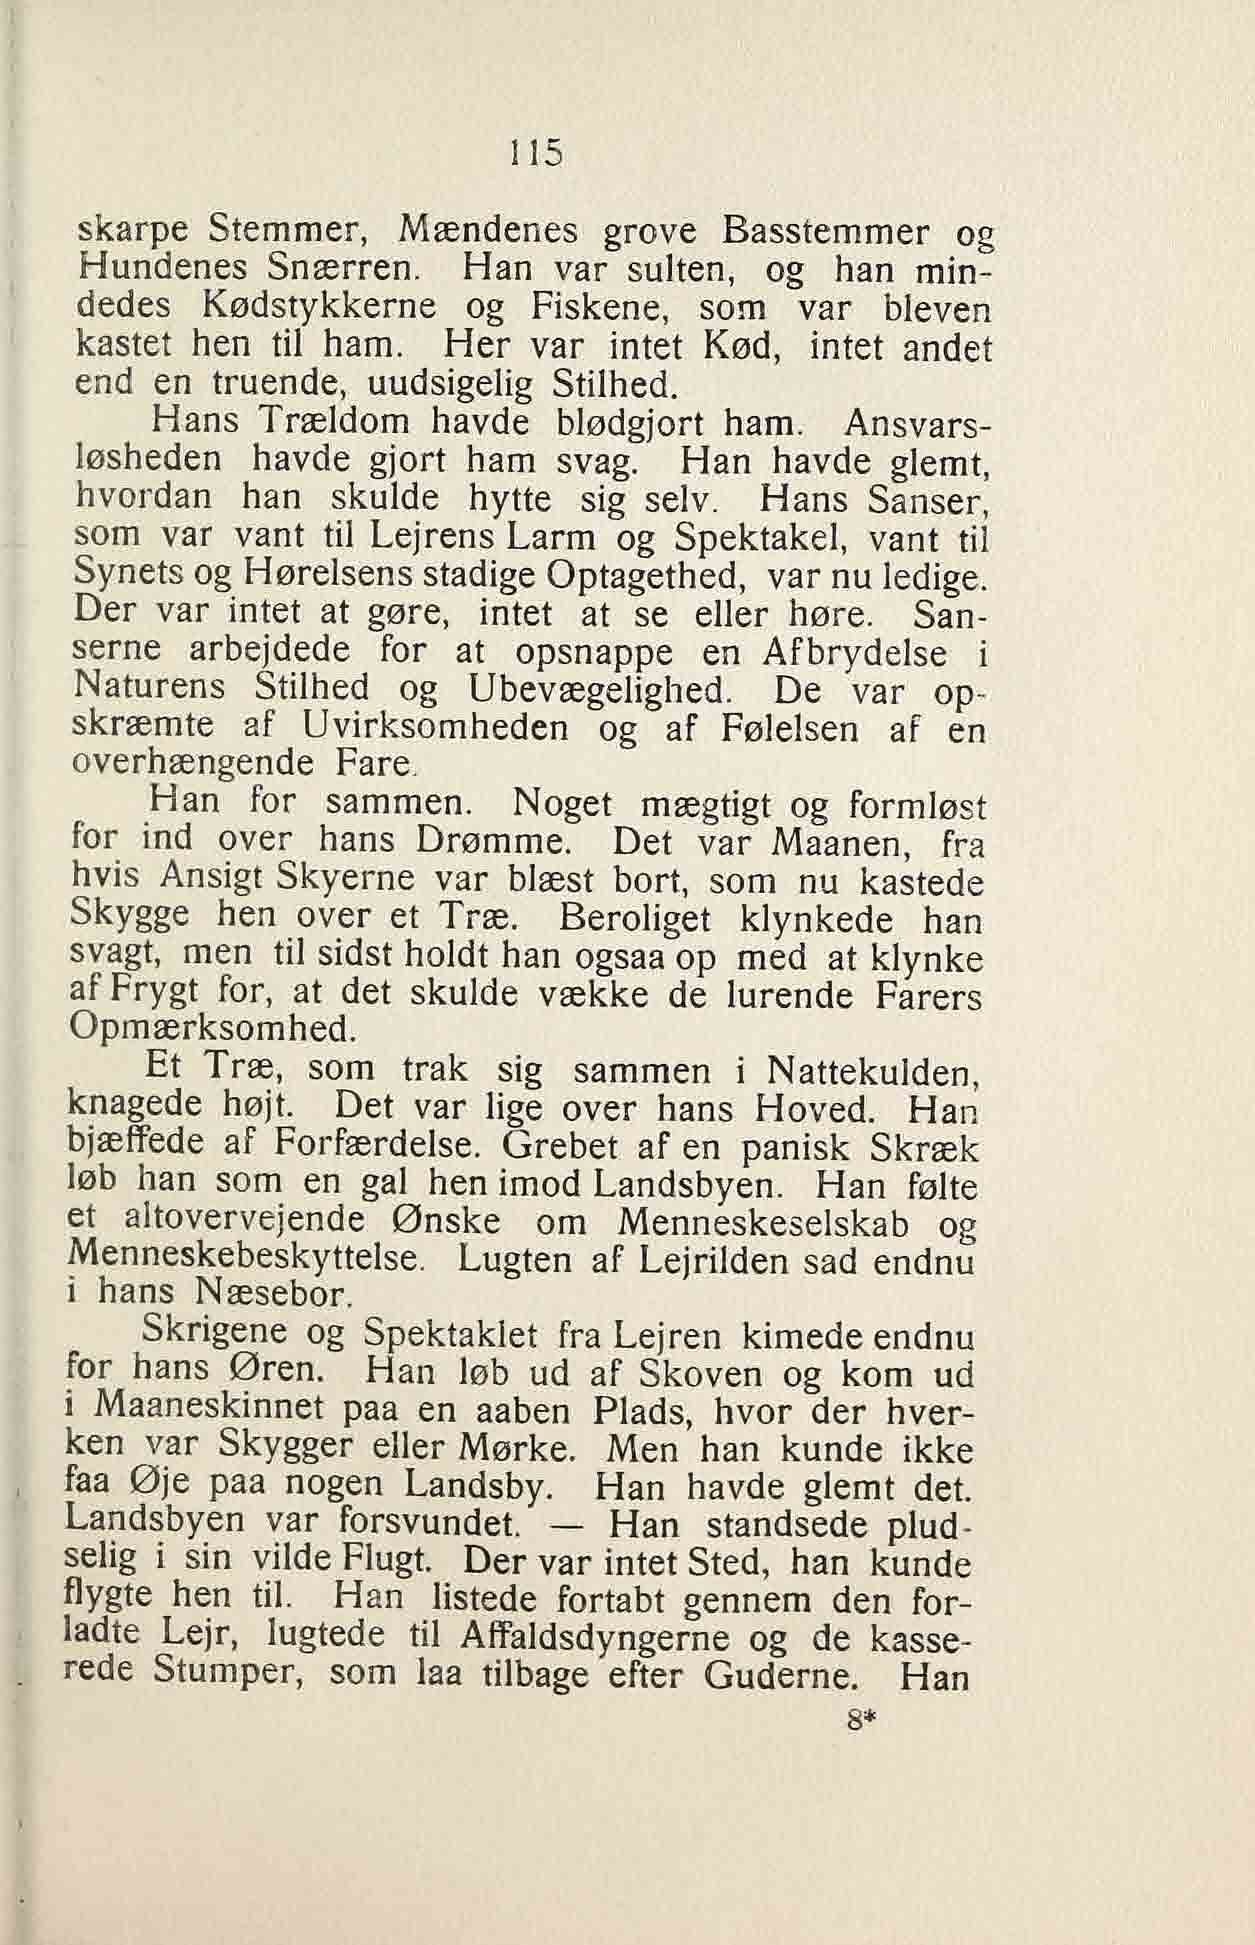 115
skarpe Stemmer, Mændenes grove Basstemmer og
Hundenes Snærren. Han var sulten, og han min-
dedes Kødstykkerne og Fiskene, som var bleven
kastet hen til ham. Her var intet Kød, intet andet
end en truende, uudsigelig Stilhed.
Hans Trældom havde blødgjort ham. Ansvars-
løsheden havde gjort ham svag. Han havde glemt,
hvordan han skulde hytte sig selv. Hans Sanser,
som var vant til Lejrens Larm og Spektakel, vant til
Synets og Hørelsens stadige Optagethed, var nu ledige.
Der var intet at gøre, intet at se eller høre. San-
serne arbejdede for at opsnappe en Afbrydelse i
Naturens Stilhed og Ubevægelighed. De var op-
skræmte af Uvirksomheden og af Følelsen af en
overhængende Fare.
Han for sammen. Noget mægtigt og formløst
for ind over hans Drømme. Det var Maanen, fra
hvis Ansigt Skyerne var blæst bort, som nu kastede
Skygge hen over et Træ. Beroliget klynkede han
svagt, men til sidst holdt han ogsaa op med at klynke
af Frygt for, at det skulde vække de lurende Farers
Opmærksomhed.
Et Træ, som trak sig sammen i Nattekulden,
knagede højt. Det var lige over hans Hoved. Han
bjæffede af Forfærdelse. Grebet af en panisk Skræk
løb han som en gal hen imod Landsbyen. Han følte
et altovervejende Ønske om Menneskeselskab og
Menneskebeskyttelse. Lugten af Lejrilden sad endnu
i hans Næsebor.
Skrigene og Spektaklet fra Lejren kimede endnu
for hans Øren. Han løb ud af Skoven og kom ud
i Maaneskinnet paa en aaben Plads, hvor der hver-
ken var Skygger eller Mørke. Men han kunde ikke
faa Øje paa nogen Landsby. Han havde glemt det.
Landsbyen var forsvundet. — Han standsede plud-
selig i sin vilde Flugt. Der var intet Sted, han kunde
flygte hen til. Han listede fortabt gennem den for-
ladte Lejr, lugtede til Affaldsdyngerne og de kasse-
rede Stumper, som laa tilbage efter Guderne. Han
8*